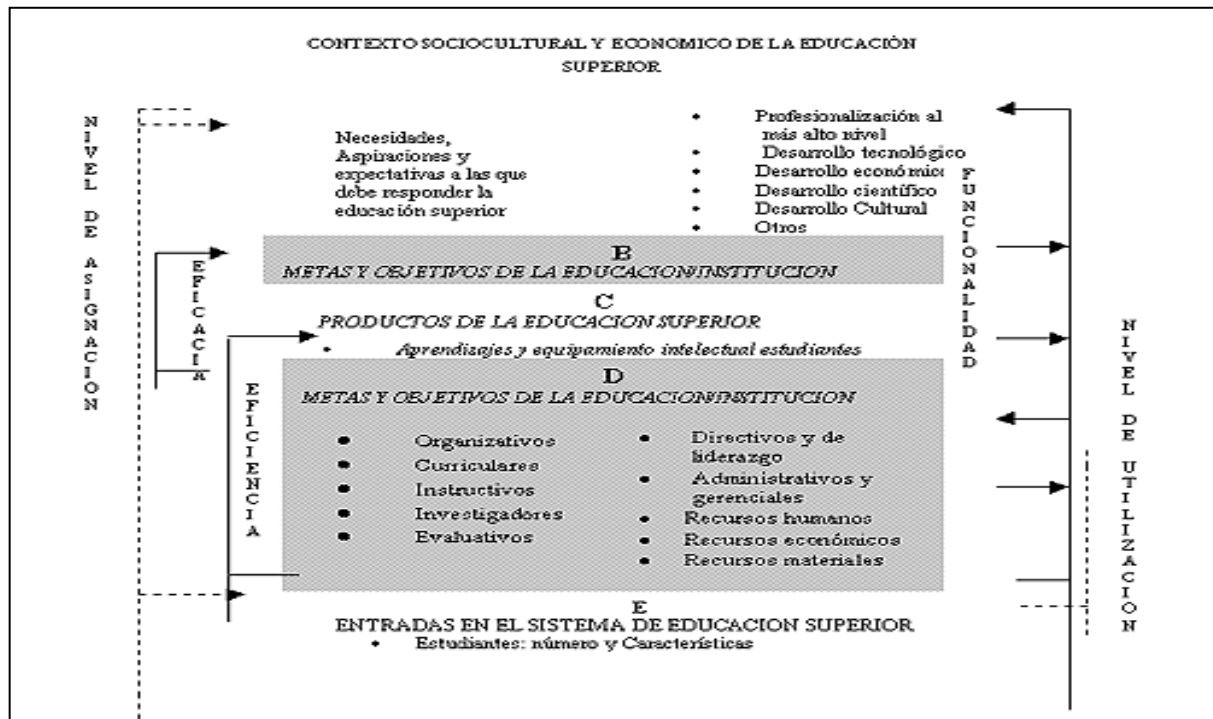 CONTEXTO SOCIOCULTURAL Y ECONOMICO DE LA EDUCACIÒN
SUPERIOR
NIVEL DE ASIGNACION
EFICACIA
EFICIENCIA
Necesidades,
Aspiraciones y
expectativas a las que
debe responder la
educación superior
• Profesionalización al
más alto nivel
• Desarrollo tecnológico
• Desarrollo económic
• Desarrollo científico
• Desarrollo Cultural
• Otros
FUNCIONALIDAD
NIVEL DE UTILIZACION
B
METAS Y OBJETIVOS DE LA EDUCACION/INSTITUCION
C
PRODUCTOS DE LA EDUCACION SUPERIOR
• Aprendizajes y equipamiento intelectual estudiantes
D
METAS Y OBJETIVOS DE LA EDUCACION/INSTITUCION
• Organizativos
• Curriculares
• Instructivos
• Investigadores
• Evaluativos
• Directivos y de
liderazgo
• Administrativos y
gerenciales
• Recursos humanos
• Recursos económicos
• Recursos materiales
E
ENTRADAS EN EL SISTEMA DE EDUCACION SUPERIOR
• Estudiantes: número y Características